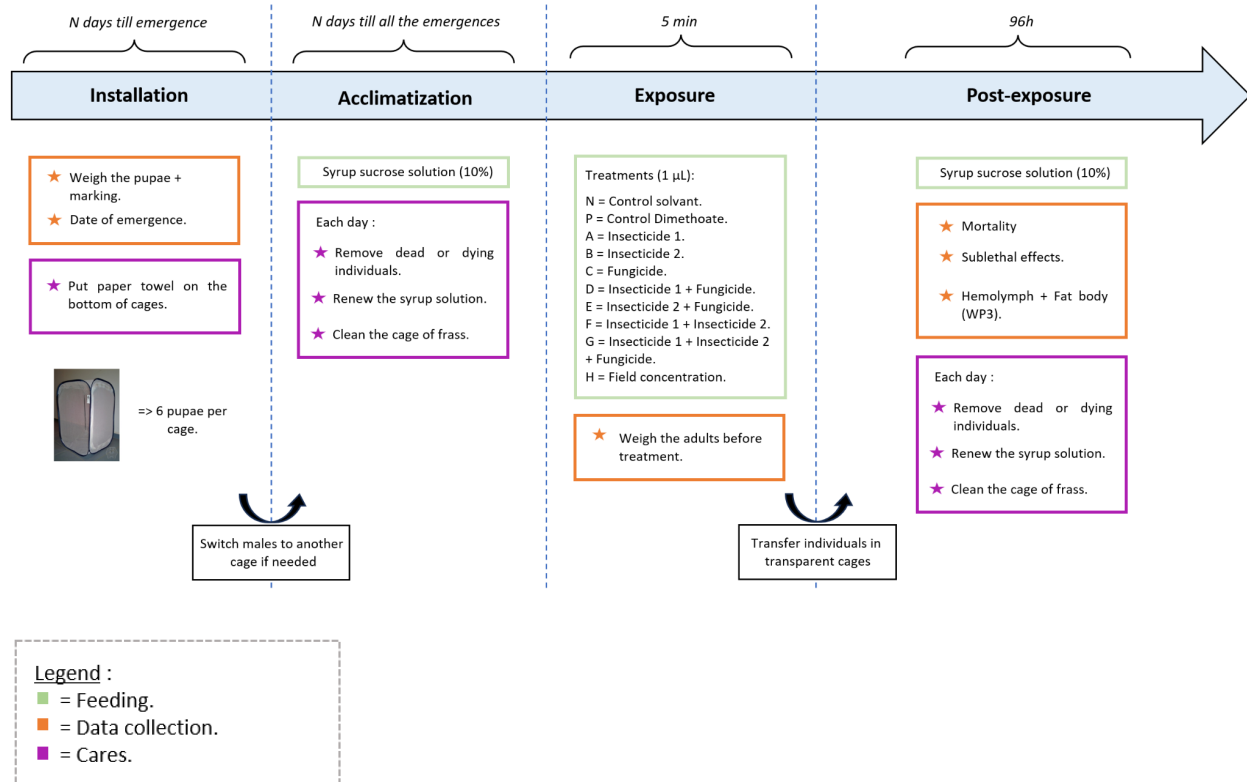 N days till emergence
N days till all the emergences
5 min
96h
Installation
Acclimatization
Exposure
Post-exposure
Weigh the pupae +
marking.
Date of emergence.
Put paper towel on the
bottom of cages.
=> 6 pupae per
cage.
Switch males to another
cage if needed
Syrup sucrose solution (10%)
Each day :
Remove dead or dying
individuals.
Renew the syrup solution.
Clean the cage of frass.
Treatments (1 µL):
N = Control solvant.
P = Control Dimethoate.
A = Insecticide 1.
B = Insecticide 2.
C = Fungicide.
D = Insecticide 1 + Fungicide.
E = Insecticide 2 + Fungicide.
F = Insecticide 1 + Insecticide 2.
G = Insecticide 1 + Insecticide 2
+ Fungicide.
H = Field concentration.
Weigh the adults before
treatment.
Transfer individuals in
transparent cages
Syrup sucrose solution (10%)
Mortality
Sublethal effects.
Hemolymph + Fat body
(WP3).
Each day :
Remove dead or dying
individuals.
Renew the syrup solution.
Clean the cage of frass.
Legend :
= Feeding.
= Data collection.
= Cares.